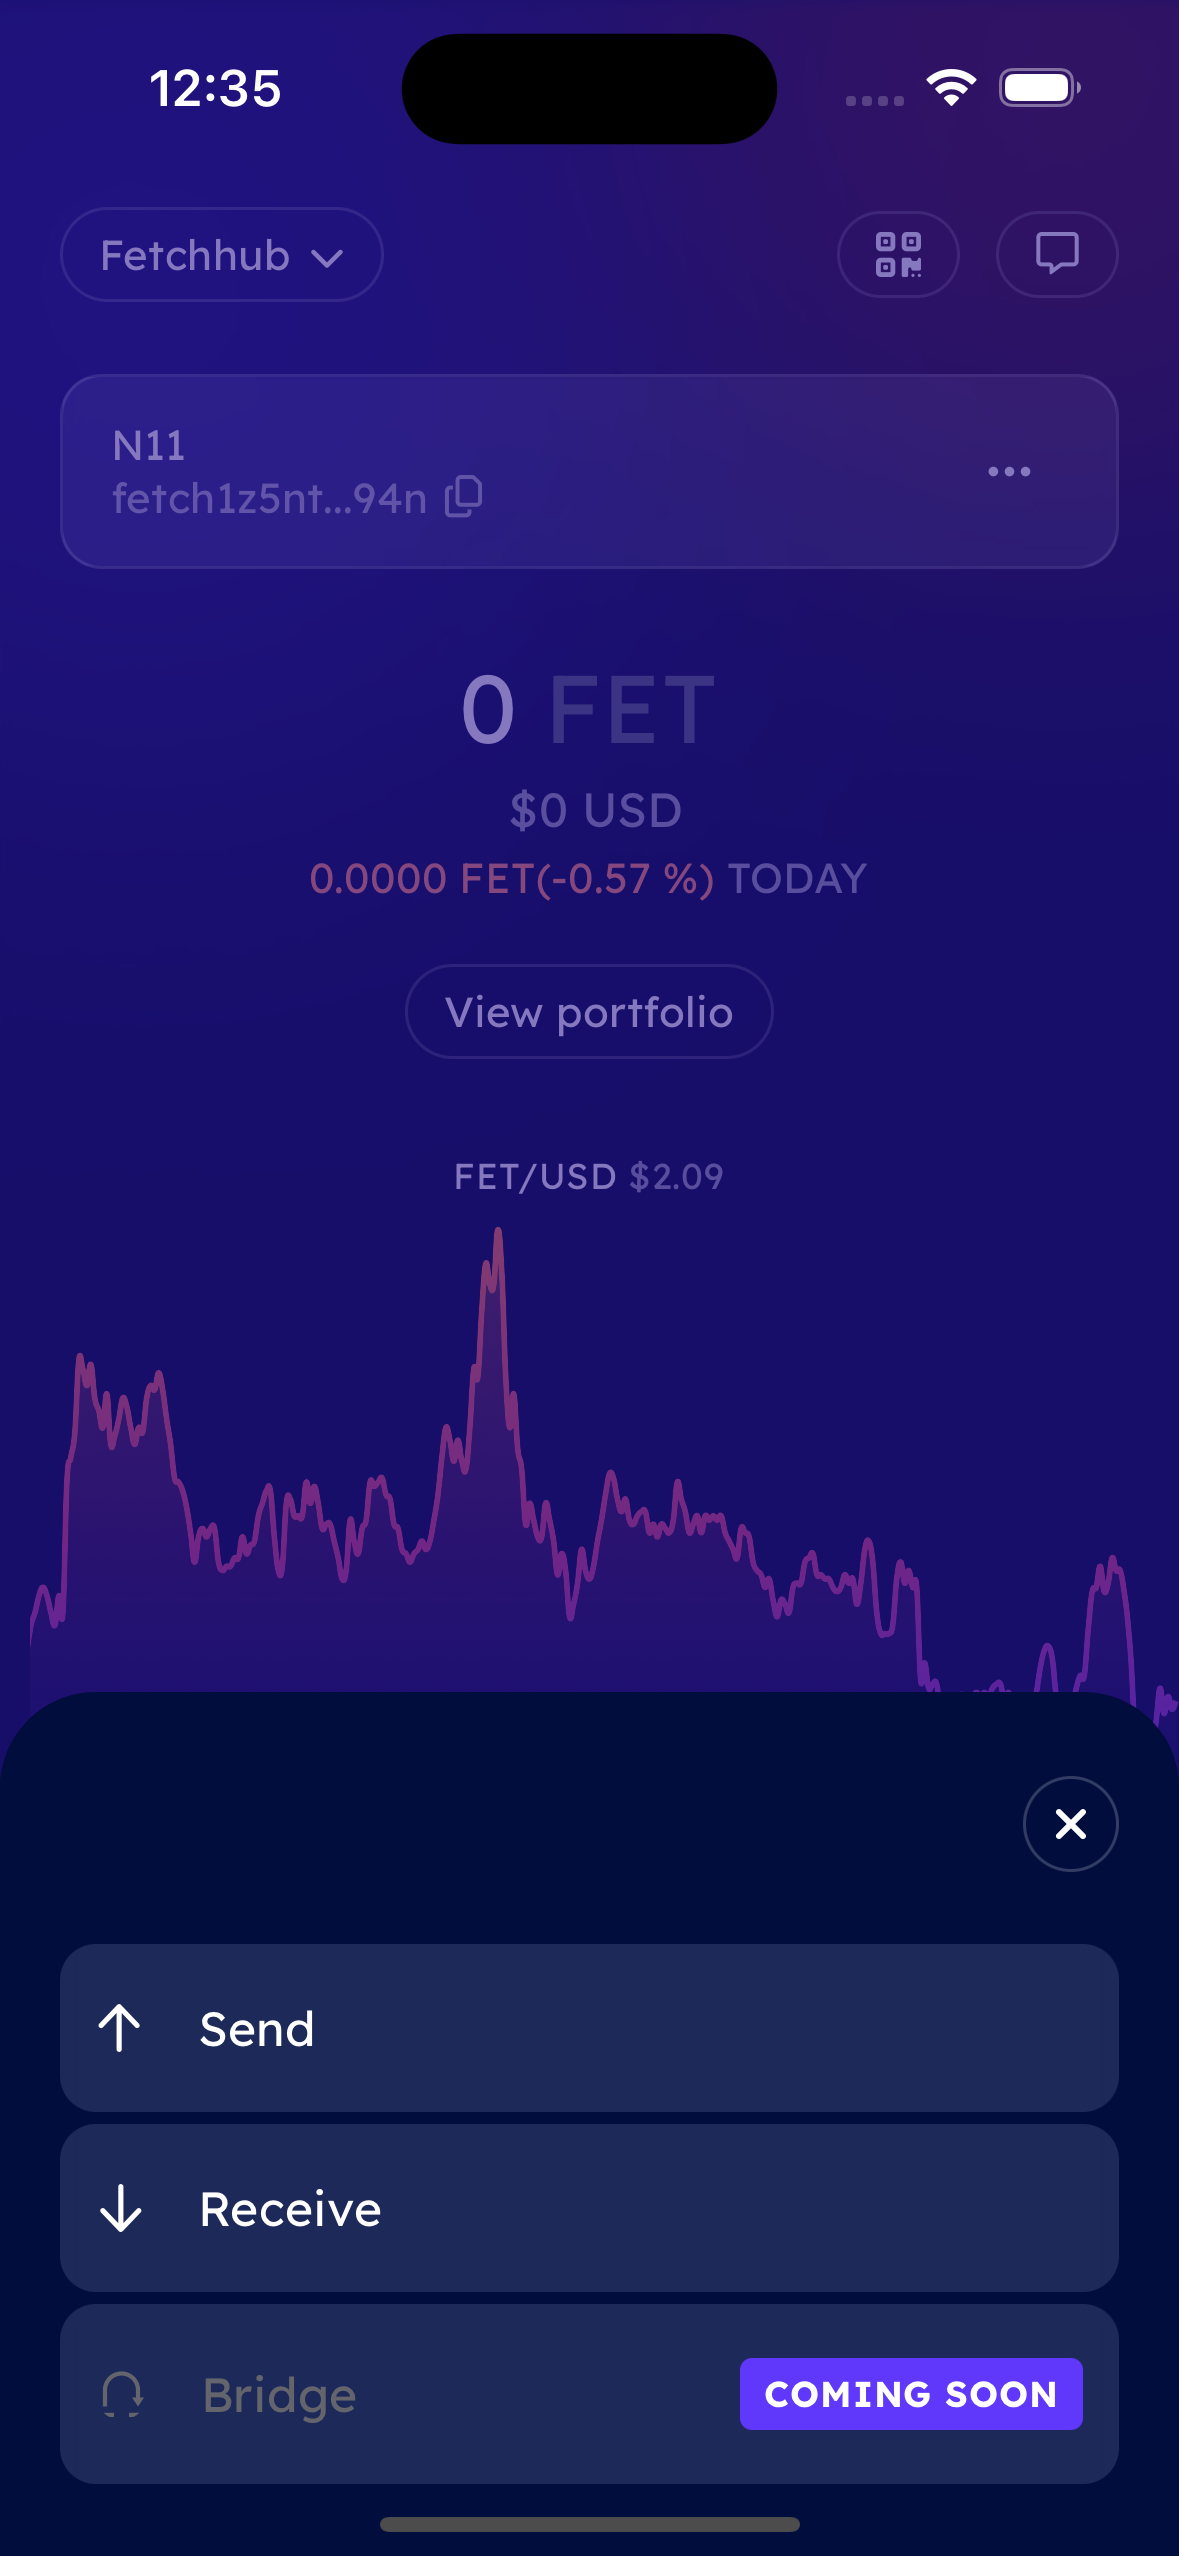 12:35
Fetchhub
N11
fetch1z5nt...94n
0 FET
$0 USD
0.0000 FET(-0.57 %) TODAY
View portfolio
FET/USD $2.09
Send
Receive
Bridge
COMING SOON